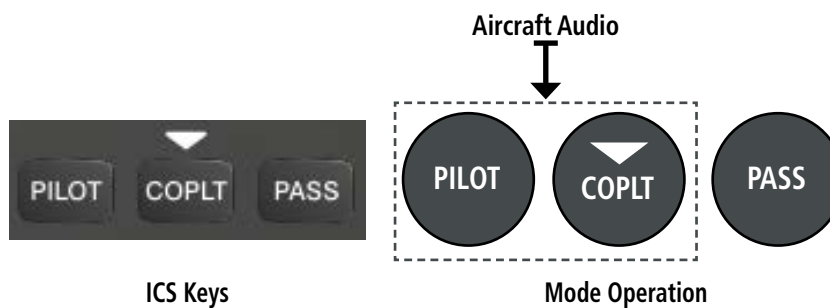 Aircraft Audio
PILOT COPLT PASS
PILOT COPLT PASS
ICS Keys
Mode Operation